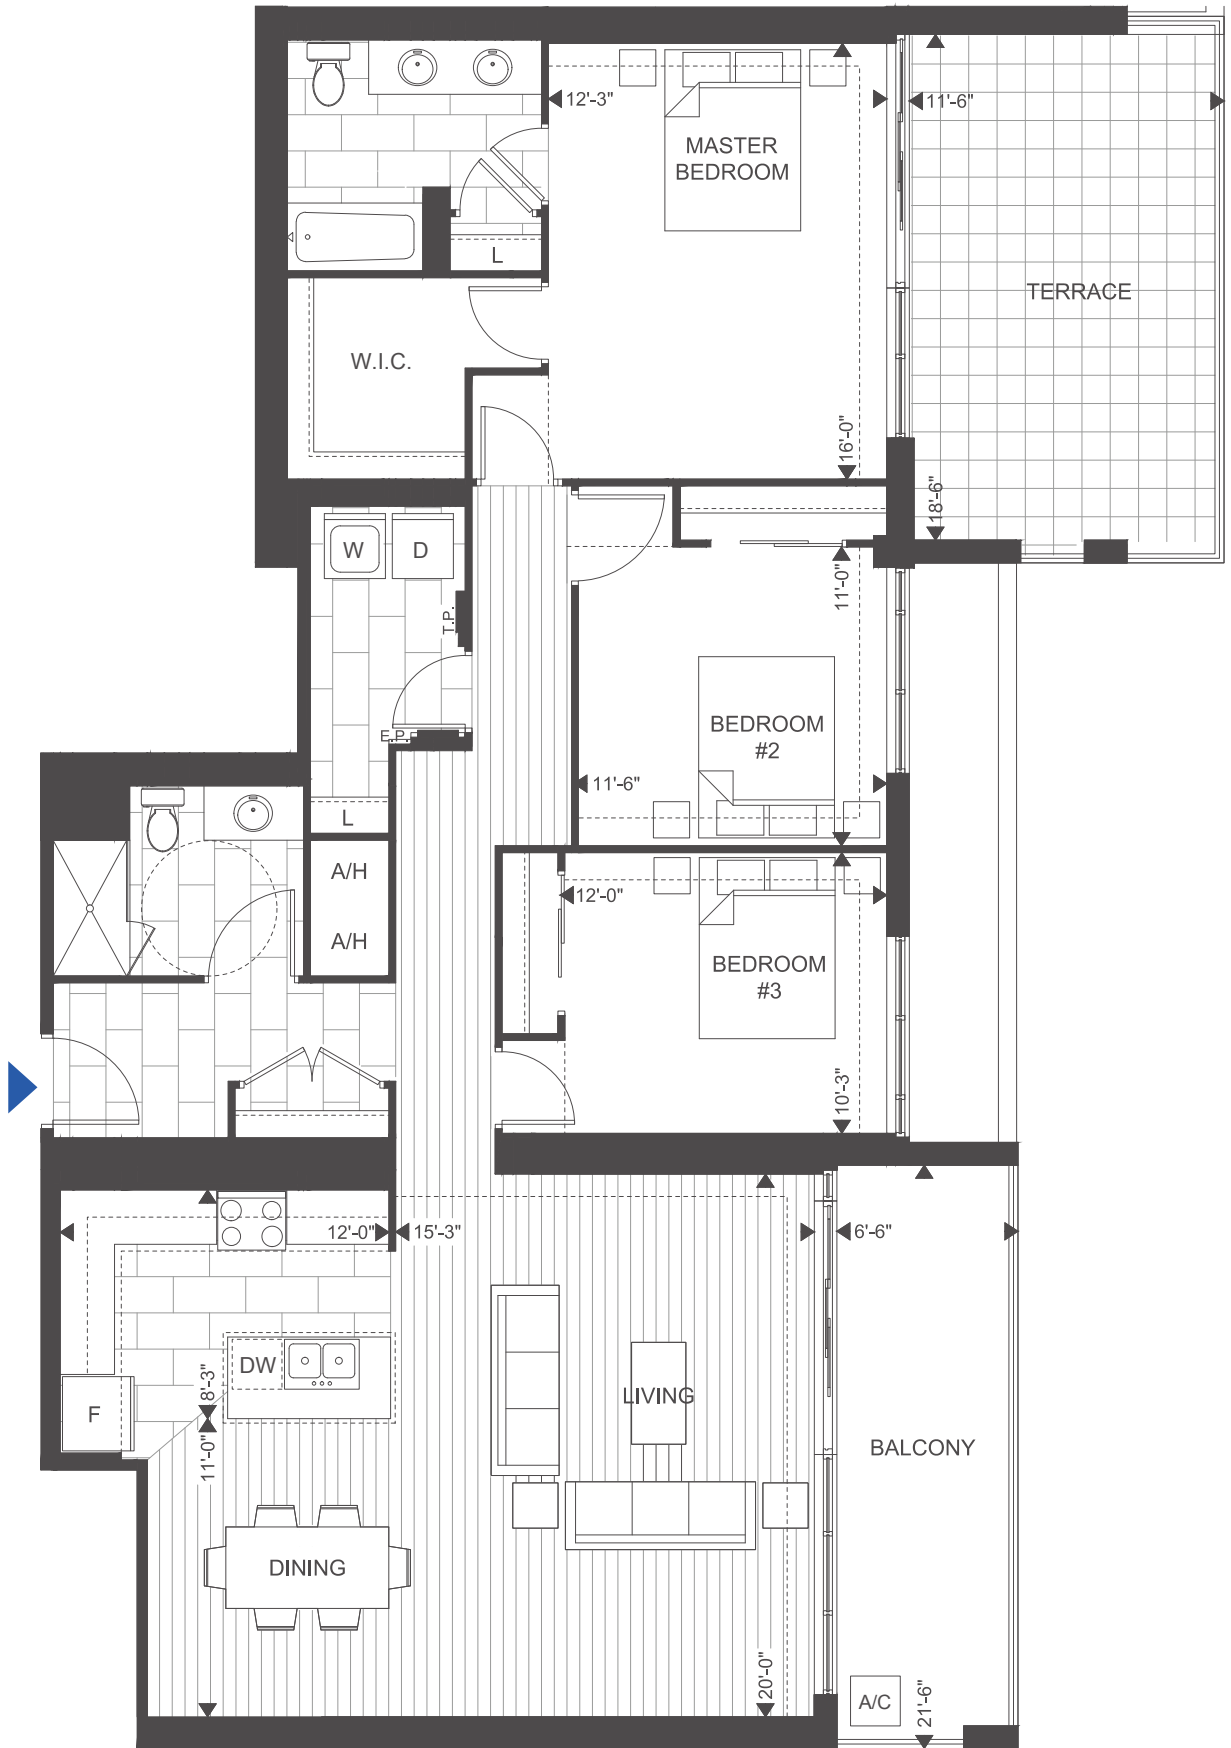 12'-3"
11'-6"
MASTER
BEDROOM
L
TERRACE
W.I.C.
16'-0"
18'-6"
W
D
11'-0"
T.P.
BEDROOM
#2
E.P.
11'-6"
L
A/H
12'-0"
A/H
BEDROOM
#3
10'-3"
12'-0"
15'-3"
6'-6"
DW
8'-3"
LIVING
F
11'-0"
BALCONY
DINING
20'-0"
A/C
21'-6"